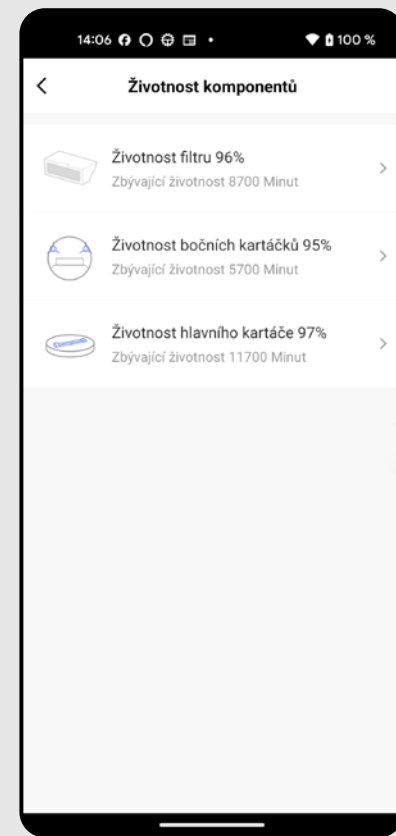 14:06 100 %
Životnost komponentů
Životnost filtru 96%
Zbývající životnost 8700 Minut
Životnost bočních kartáčků 95%
Zbývající životnost 5700 Minut
Životnost hlavního kartáče 97%
Zbývající životnost 11700 Minut